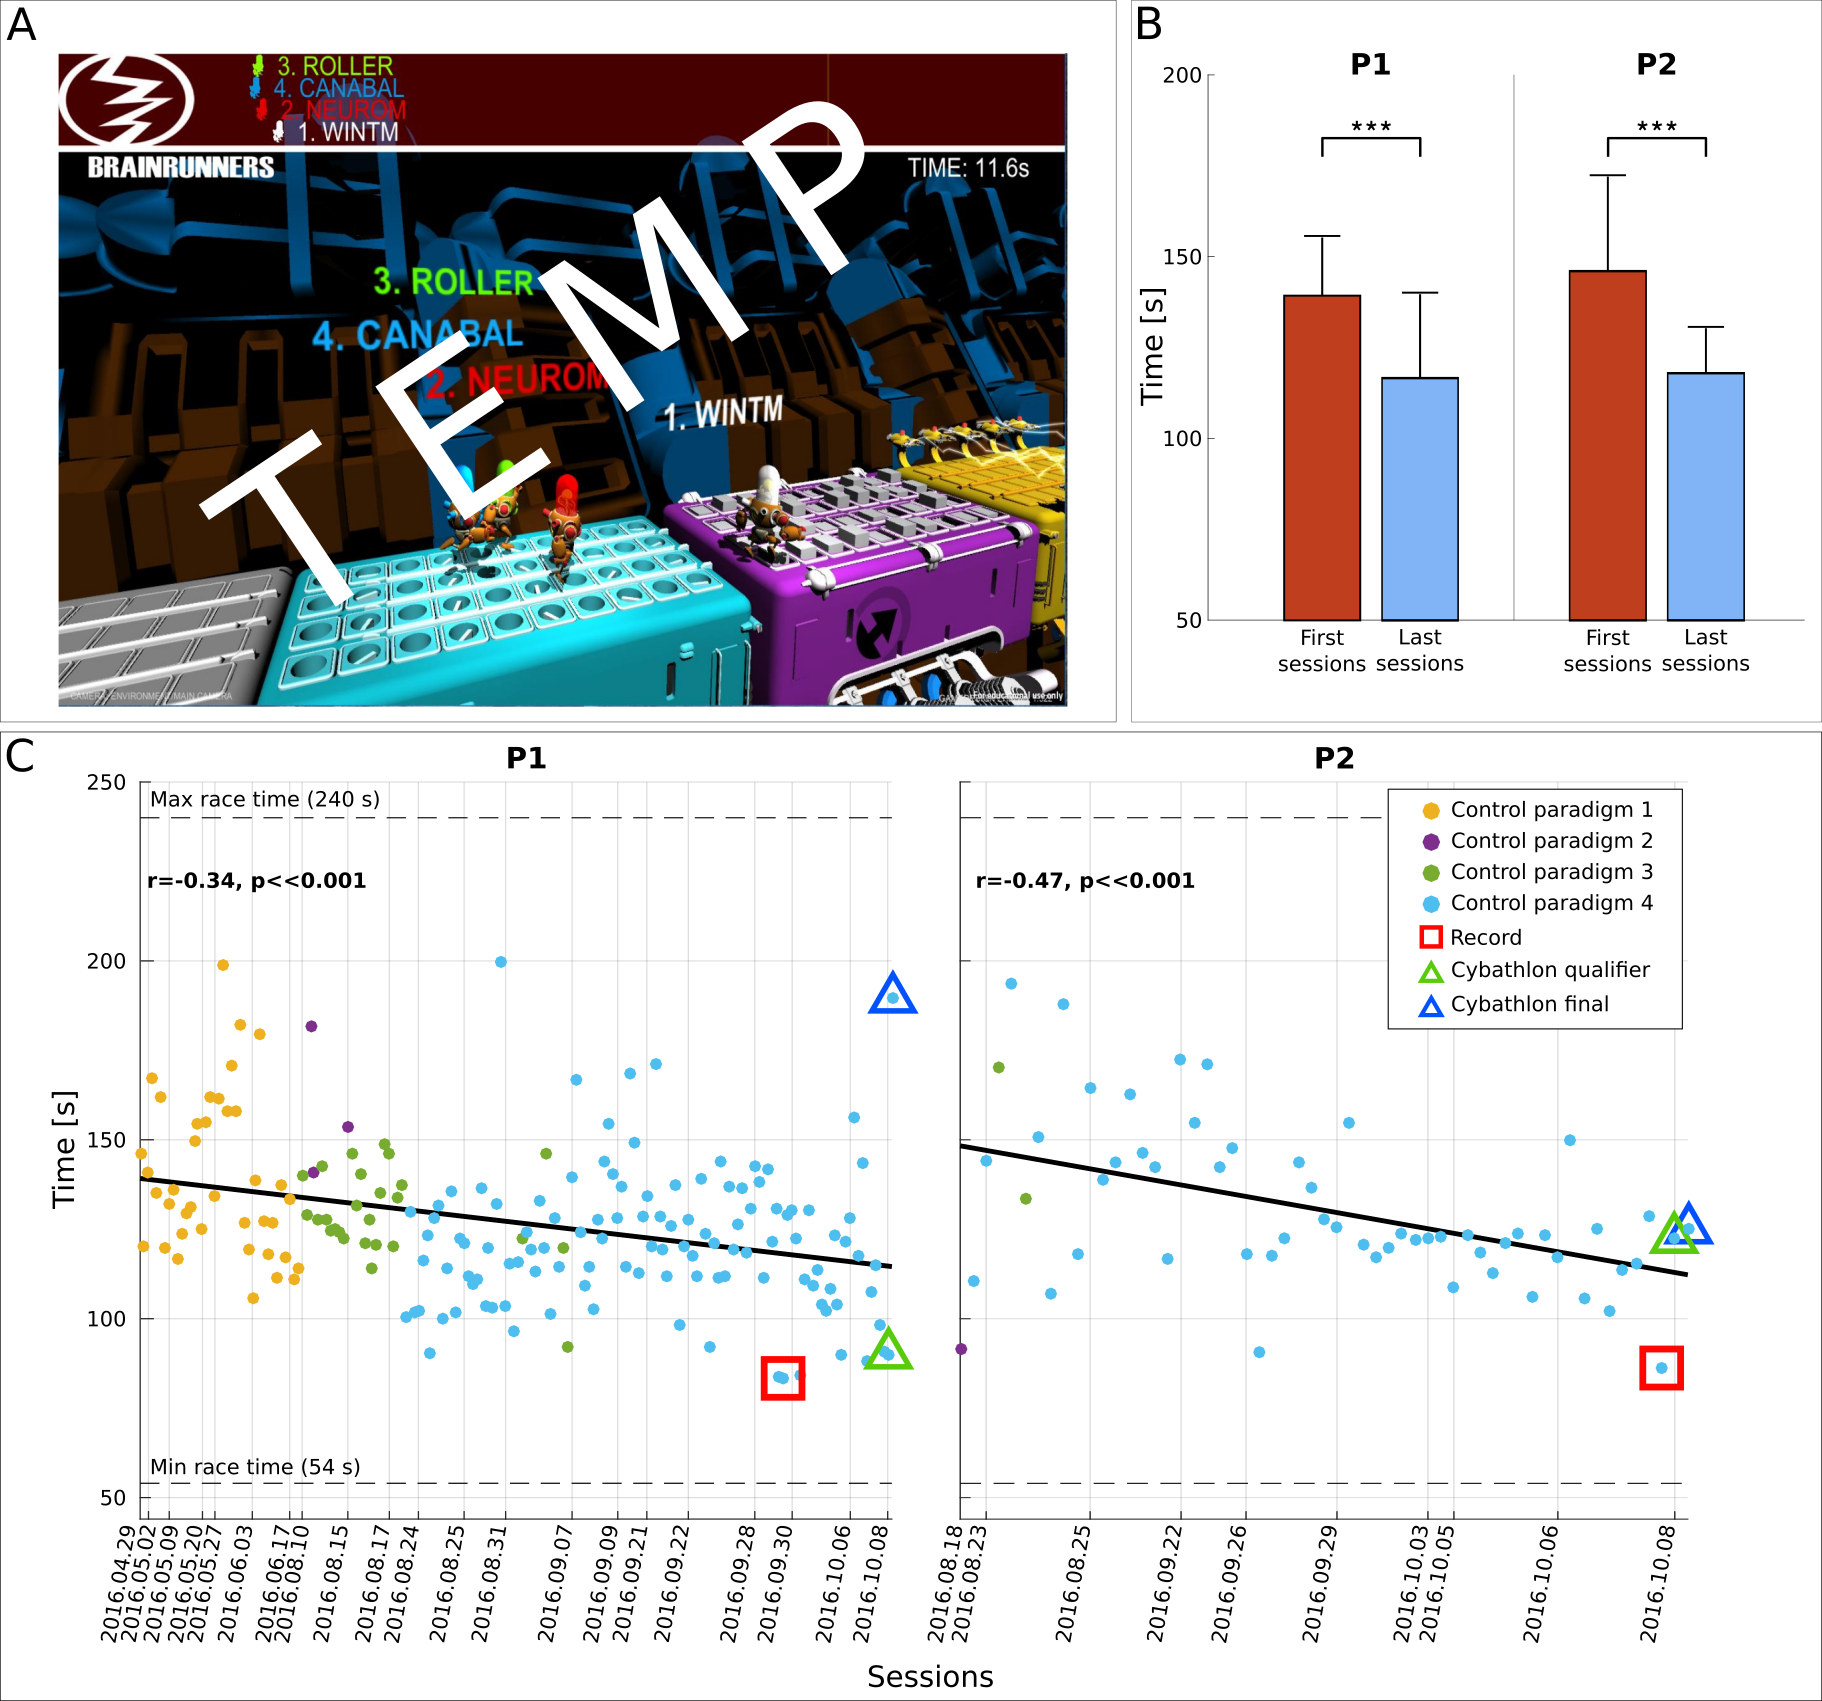 A
3. ROLLER
4. CANABAL
2. NEUROM
1. WINTM
BRAINRUNNERS
TIME: 11.6s
3. ROLLER
4. CANABAL
2. NEUROM
1. WINTM
TEMP
CAMERA: ENVIRONMENT/MAIN CAMERA
For educational use only
B
P1
P2
200
150
100
50
Time [s]
***
***
First sessions
Last sessions
First sessions
Last sessions
C
P1
P2
250
200
150
100
50
Time [s]
Max race time (240 s)
r=-0.34, p<<0.001
Min race time (54 s)
r=-0.47, p<<0.001
Control paradigm 1
Control paradigm 2
Control paradigm 3
Control paradigm 4
Record
Cybathlon qualifier
Cybathlon final
2016.04.29
2016.05.02
2016.05.09
2016.05.20
2016.05.27
2016.06.03
2016.06.17
2016.08.10
2016.08.15
2016.08.17
2016.08.24
2016.08.25
2016.08.31
2016.09.07
2016.09.09
2016.09.21
2016.09.22
2016.09.28
2016.09.30
2016.10.06
2016.10.08
2016.08.18
2016.08.23
2016.08.25
2016.09.22
2016.09.26
2016.09.29
2016.10.03
2016.10.05
2016.10.06
2016.10.08
Sessions